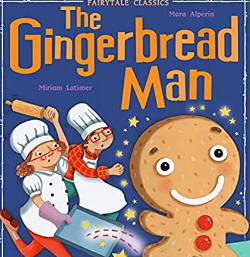 FAIRYTALE CLASSICS
Mara Alperin
The
Gingerbread
Man
Miriam Latimer